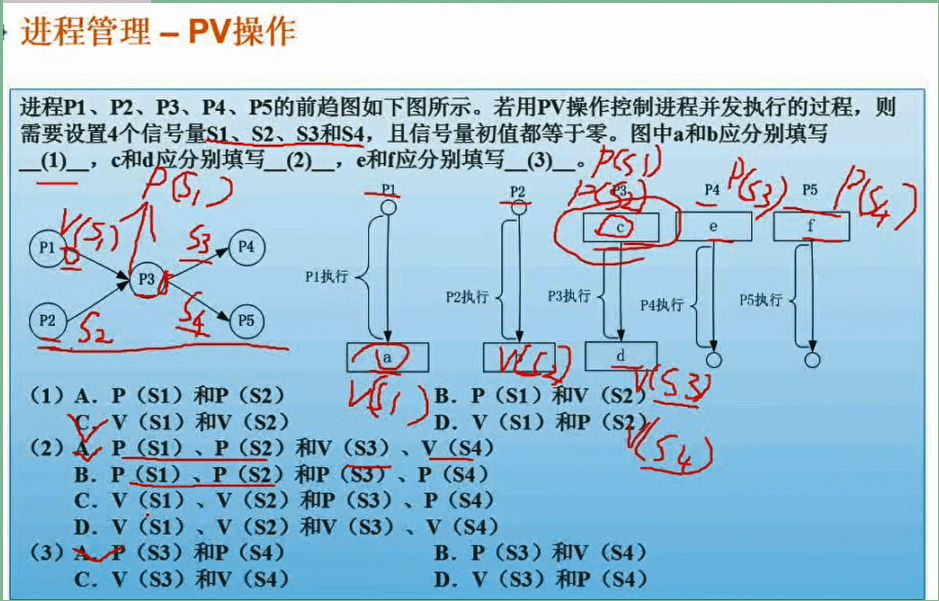 进程管理 – PV操作
进程P1、P2、P3、P4、P5的前趋图如下图所示。若用PV操作控制进程并发执行的过程，则
需要设置4个信号量S1、S2、S3和S4，且信号量初值都等于零。图中a和b应分别填写
__(1)__，c和d应分别填写__(2)__，e和f应分别填写__(3)__。
P(S1)
P(S1) P1 P2 P(S2) P3 P4 P(S3) P5 P(S4)
V(S1)
P1 S3 P4
c e f
P3
P1执行 P2执行 P3执行 P4执行 P5执行
P2 S2 S4 P5
a V(S2) d
V(S1) V(S3)
（1）A．P（S1）和P（S2） B．P（S1）和V（S2）
C．V（S1）和V（S2） D．V（S1）和P（S2）
V(S4)
（2）A．P（S1）、P（S2）和V（S3）、V（S4）
B．P（S1）、P（S2）和P（S3）、P（S4）
C．V（S1）、V（S2）和P（S3）、P（S4）
D．V（S1）、V（S2）和V（S3）、V（S4）
（3）A．P（S3）和P（S4） B．P（S3）和V（S4）
C．V（S3）和V（S4） D．V（S3）和P（S4）